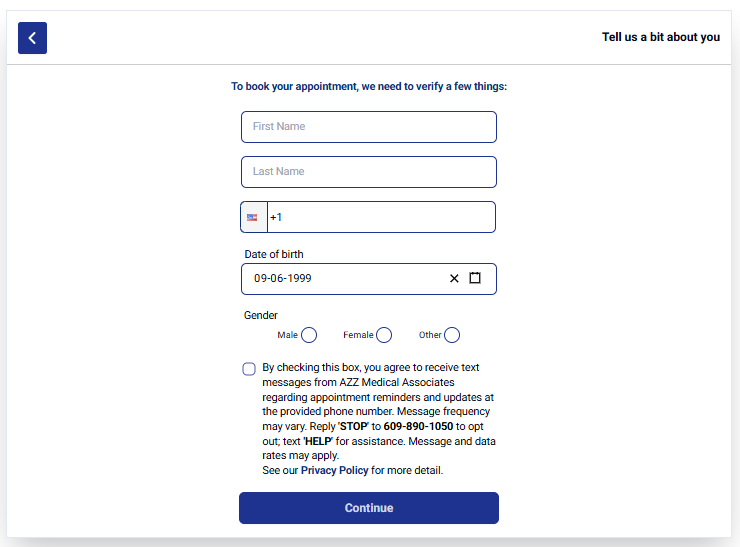 Tell us a bit about you
To book your appointment, we need to verify a few things:
First Name
Last Name
+1
Date of birth
09-06-1999
Gender
Male Female Other
By checking this box, you agree to receive text
messages from AZZ Medical Associates
regarding appointment reminders and updates at
the provided phone number. Message frequency
may vary. Reply 'STOP' to 609-890-1050 to opt
out; text 'HELP' for assistance. Message and data
rates may apply.
See our Privacy Policy for more detail.
Continue